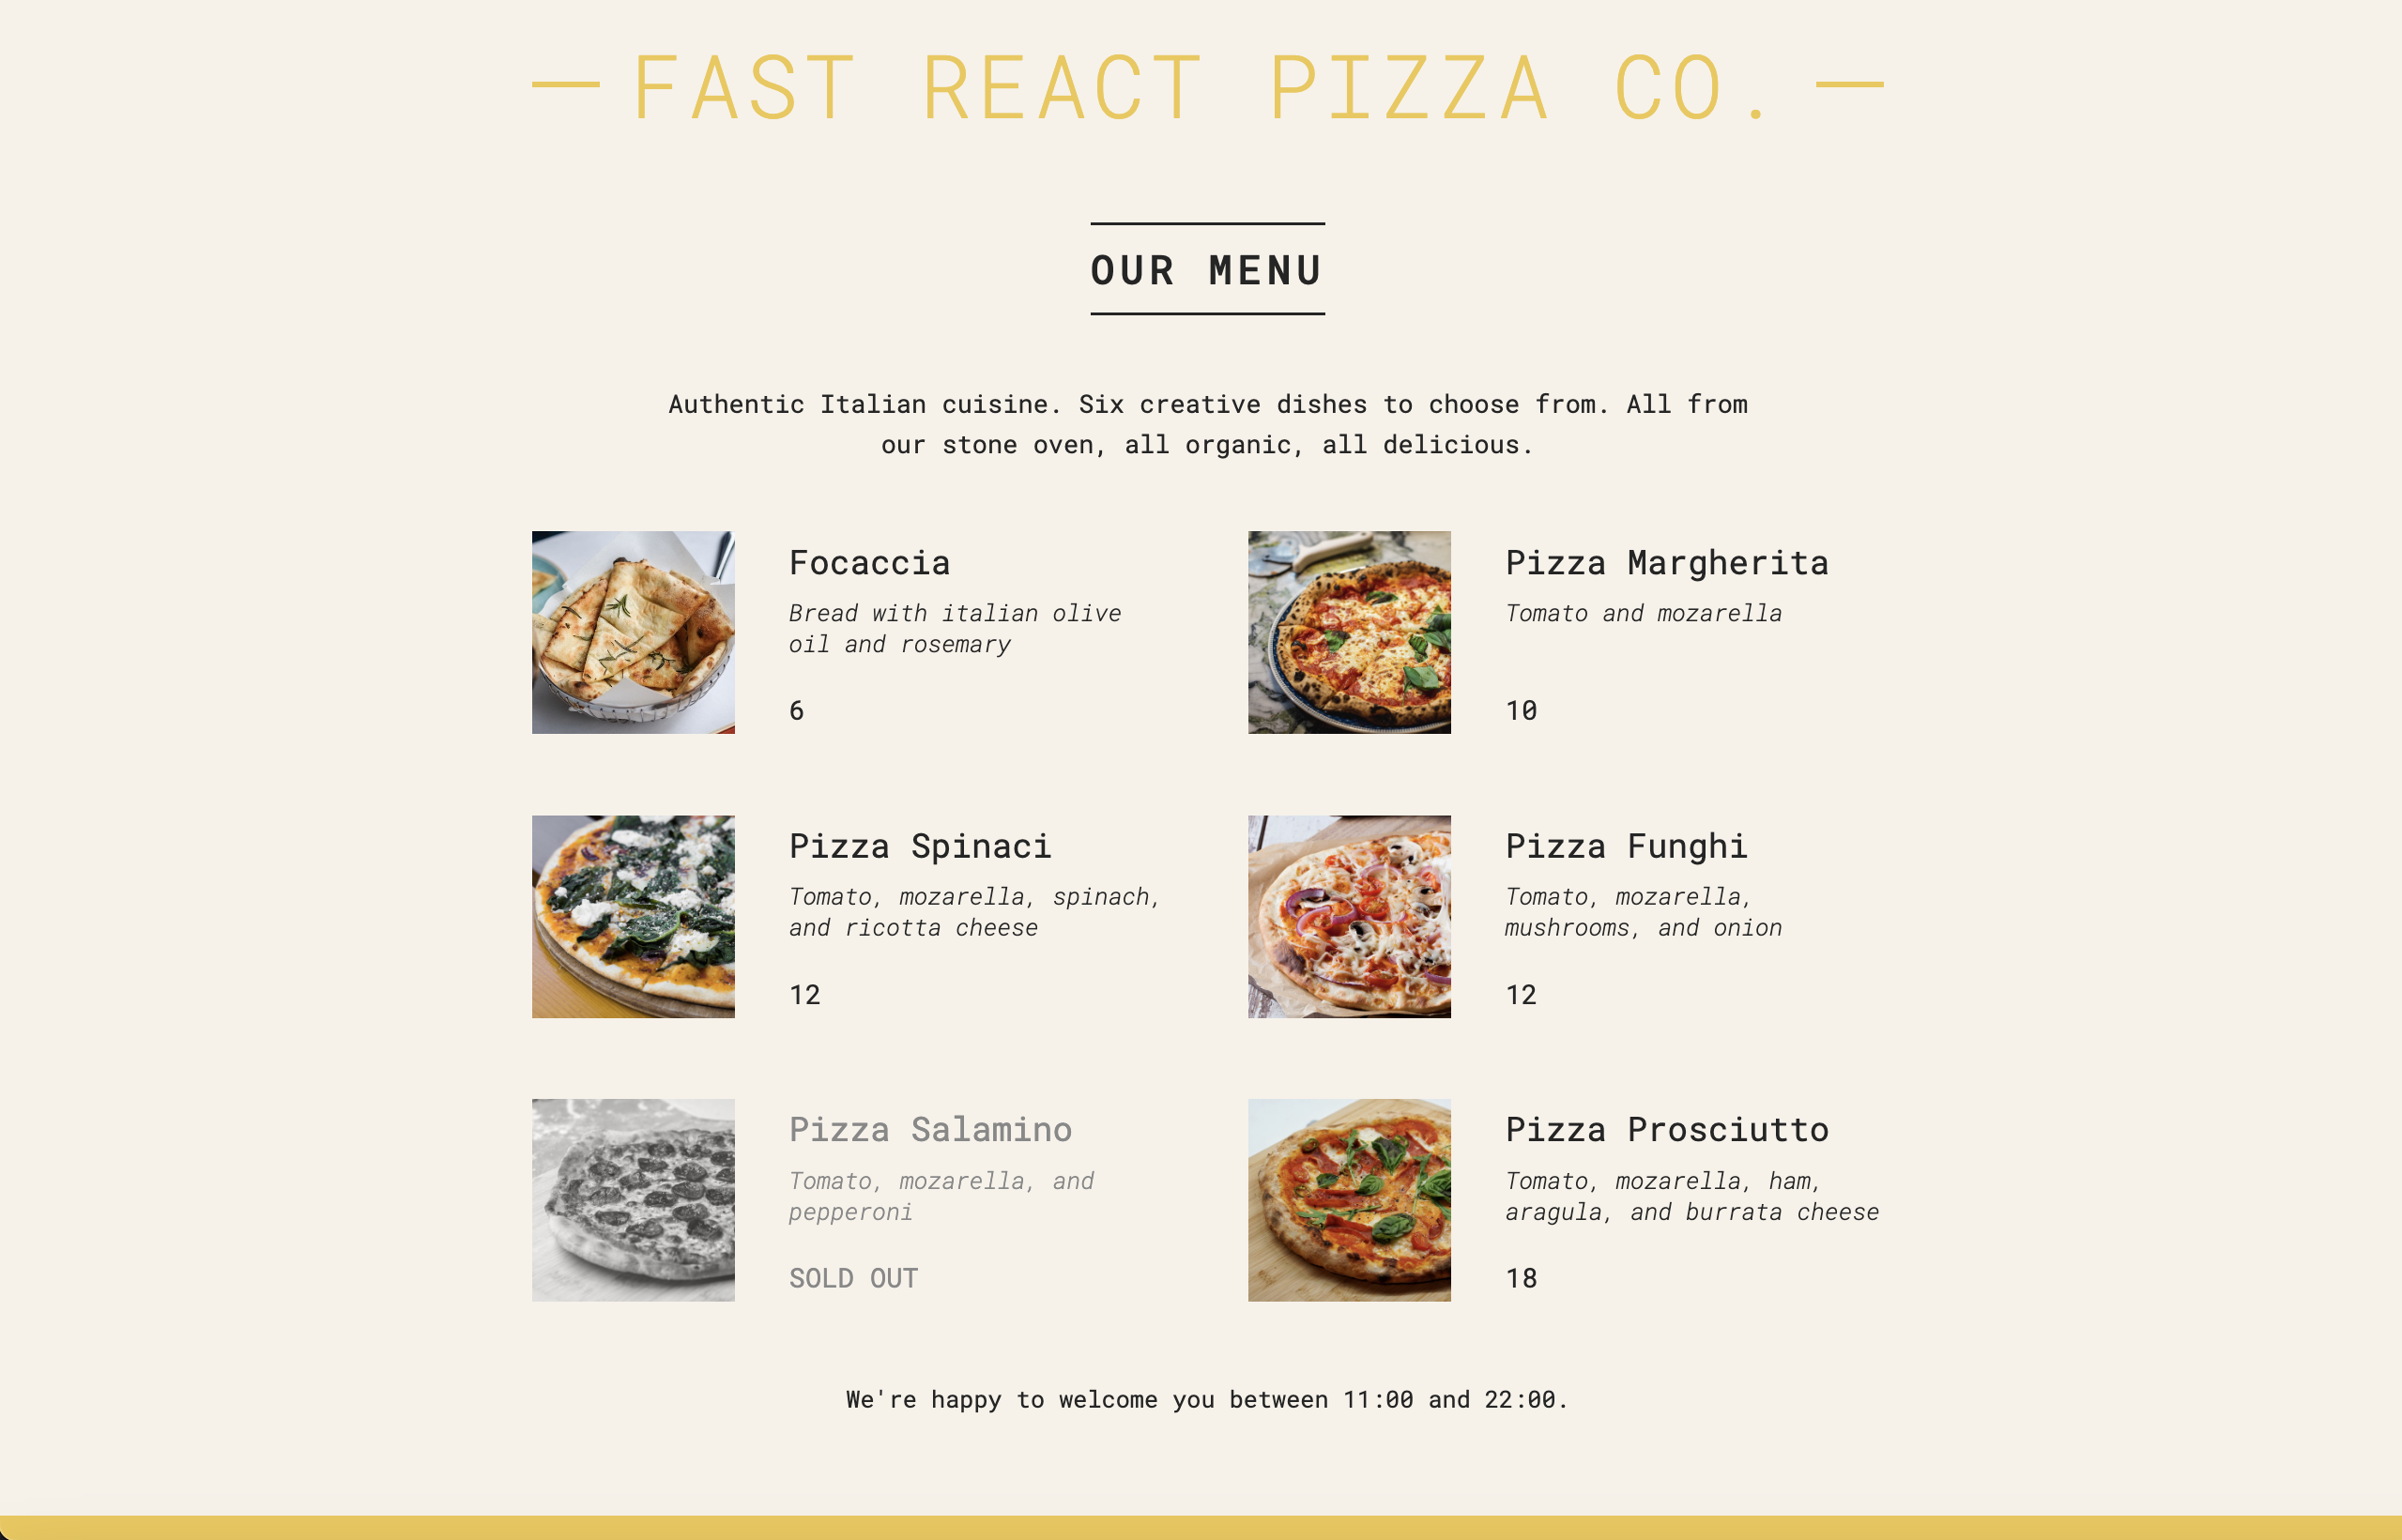 — FAST REACT PIZZA CO. —
OUR MENU
Authentic Italian cuisine. Six creative dishes to choose from. All from
our stone oven, all organic, all delicious.
Focaccia
Bread with italian olive
oil and rosemary
6
Pizza Margherita
Tomato and mozarella
10
Pizza Spinaci
Tomato, mozarella, spinach,
and ricotta cheese
12
Pizza Funghi
Tomato, mozarella,
mushrooms, and onion
12
Pizza Salamino
Tomato, mozarella, and
pepperoni
SOLD OUT
Pizza Prosciutto
Tomato, mozarella, ham,
aragula, and burrata cheese
18
We're happy to welcome you between 11:00 and 22:00.